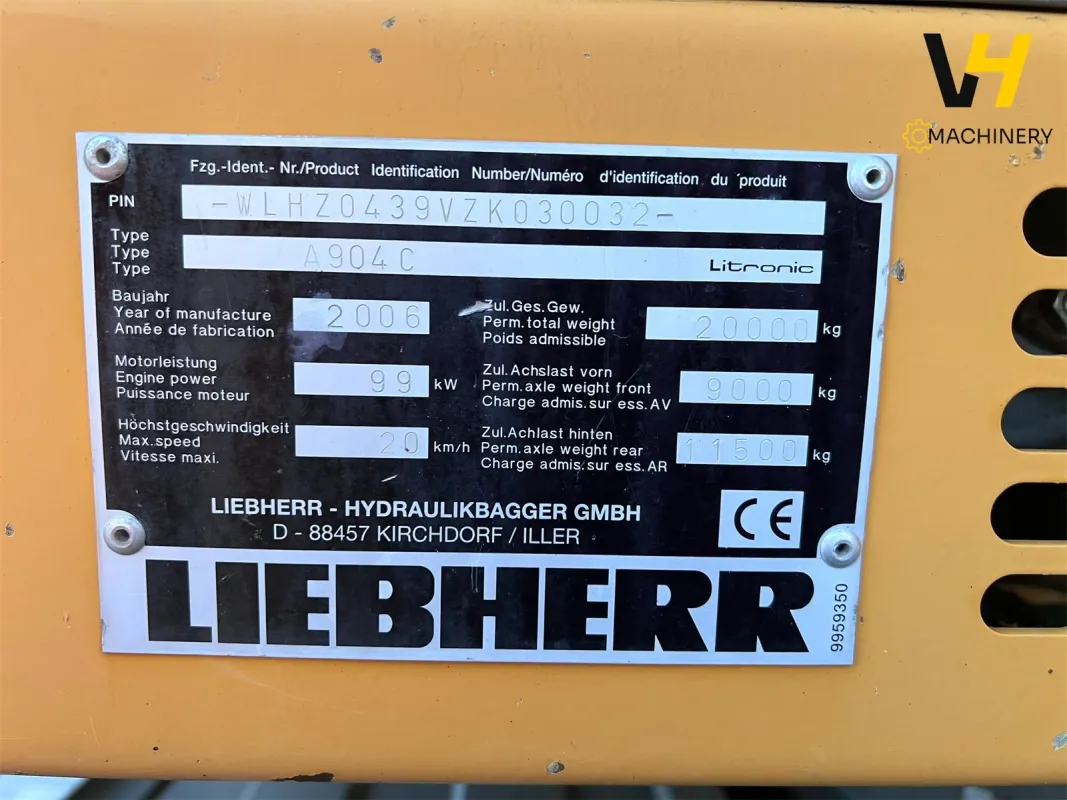 VH
MACHINERY
Fzg.-Ident.- Nr./Product Identification Number/Numéro d'identification du produit
PIN -WLHZ0439VZK030032-
Type
Type A904C Litronic
Type
Baujahr
Year of manufacture 2006
Année de fabrication
Zul.Ges.Gew.
Perm.total weight 20000 kg
Poids admissible
Motorleistung
Engine power 99 kW
Puissance moteur
Zul.Achslast vorn
Perm.axle weight front 9000 kg
Charge admis.sur ess.AV
Höchstgeschwindigkeit
Max.speed 20 km/h
Vitesse maxi.
Zul.Achlast hinten
Perm.axle weight rear 11500 kg
Charge admis.sur ess.AR
LIEBHERR - HYDRAULIKBAGGER GMBH
D - 88457 KIRCHDORF / ILLER
CE
LIEBHERR
9959350